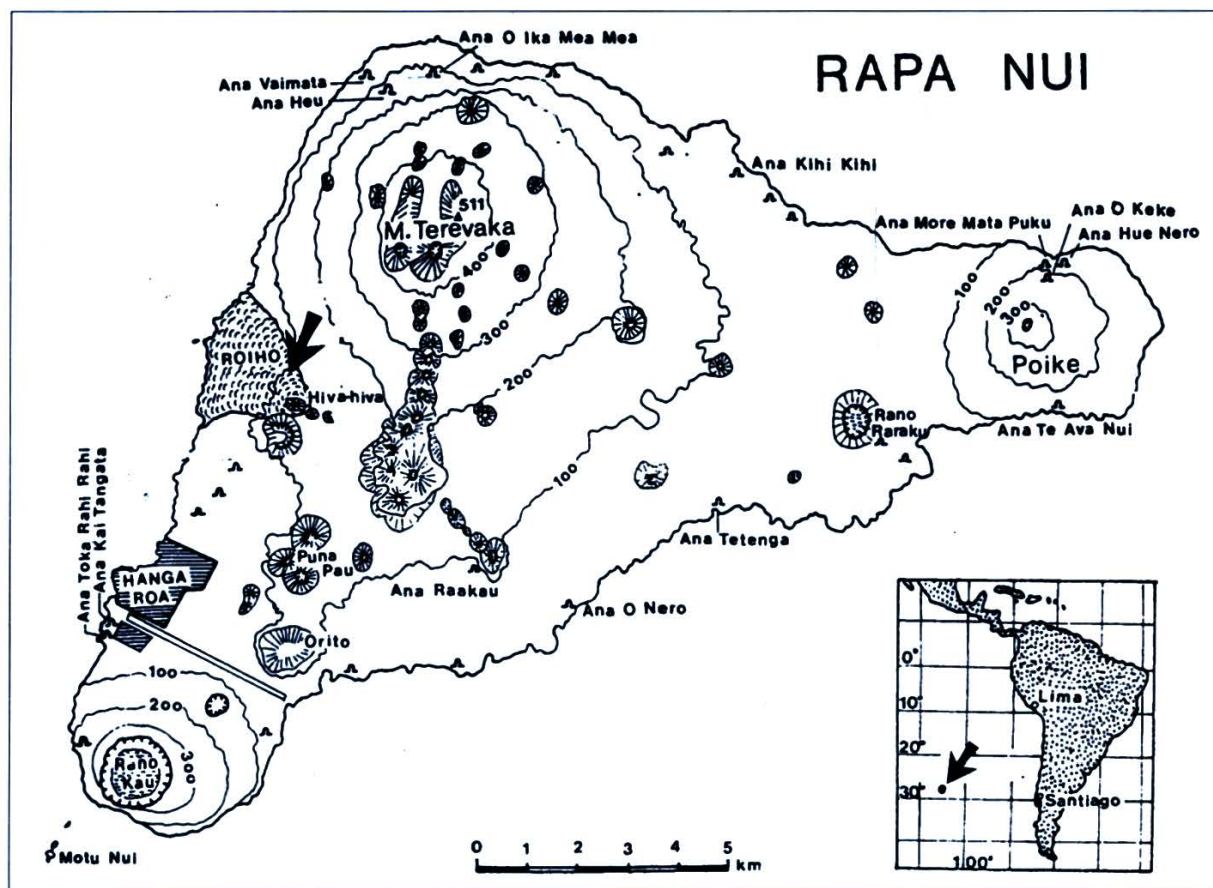 RAPA NUI
Ana O Ika Mea Mea
Ana Vaimata
Ana Heu
Ana Kihi Kihi
511
M. Terevaka
400
300
200
100
Ana More Mata Puku
Ana O Keke
Ana Hue Nero
100
200
300
Poike
ROIHO
Hiva-hiva
Rano
Raraku
Ana Te Ava Nui
Ana Toka Rahi Rahi
Ana Kai Tangata
HANGA
ROA
Puna
Pau
Ana Raakau
Ana Tetenga
Ana O Nero
Orito
100
200
300
Rano
Kau
Motu Nui
0 1 2 3 4 5
km
0°
10°
20°
30°
100°
Lima
Santiago